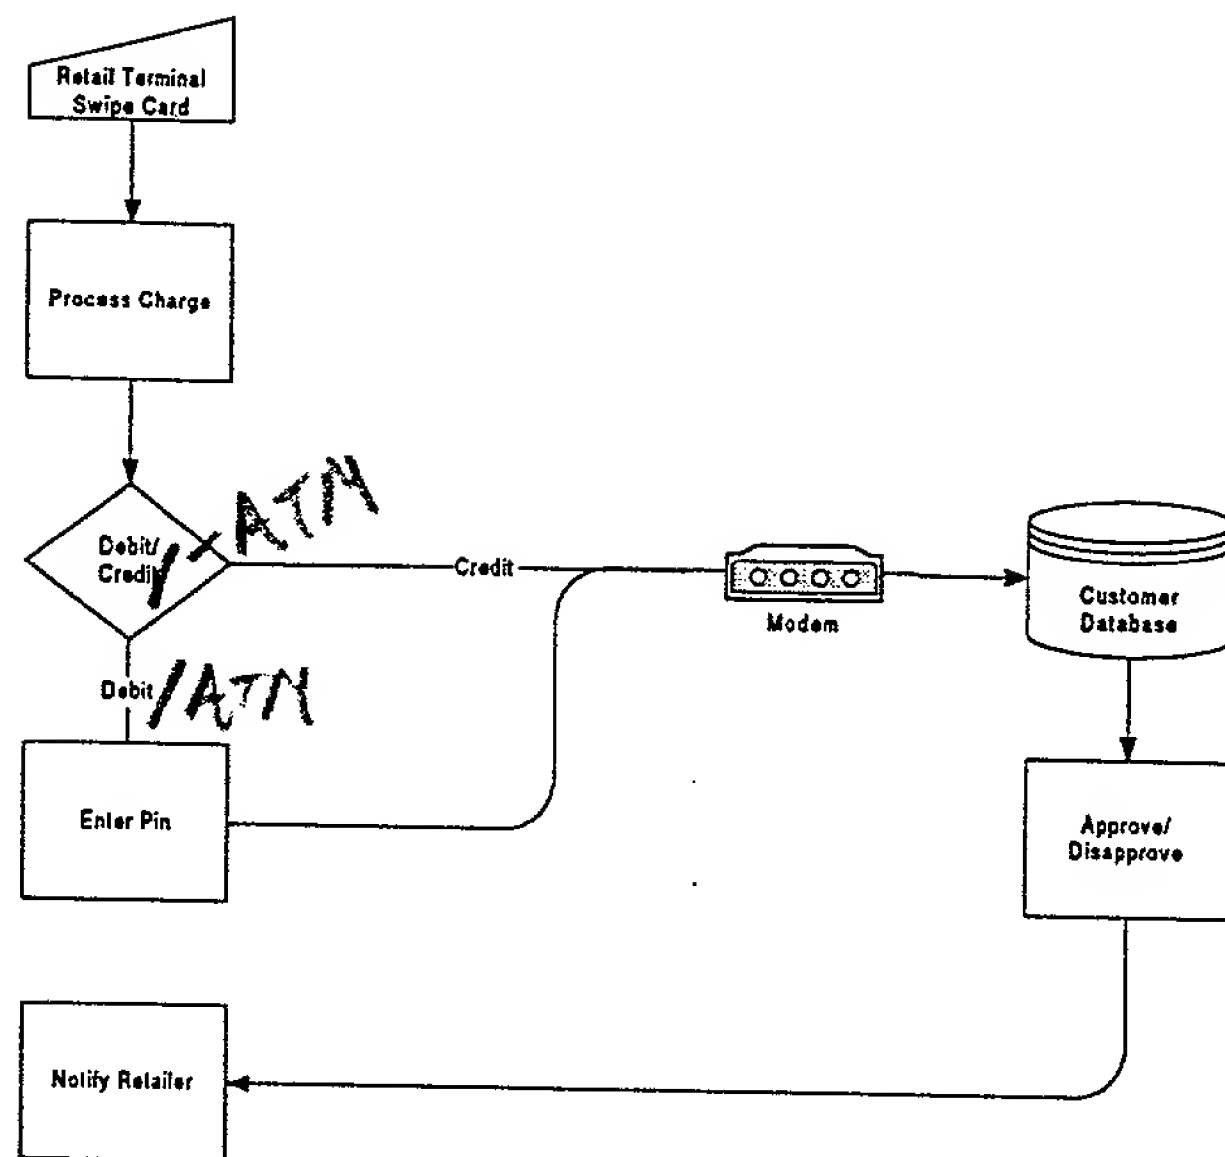 Retail Terminal
Swipe Card
Process Charge
Debit/
Credit/-ATM
Credit
Modem
Customer
Database
Debit/ATM
Enter Pin
Approve/
Disapprove
Notify Retailer